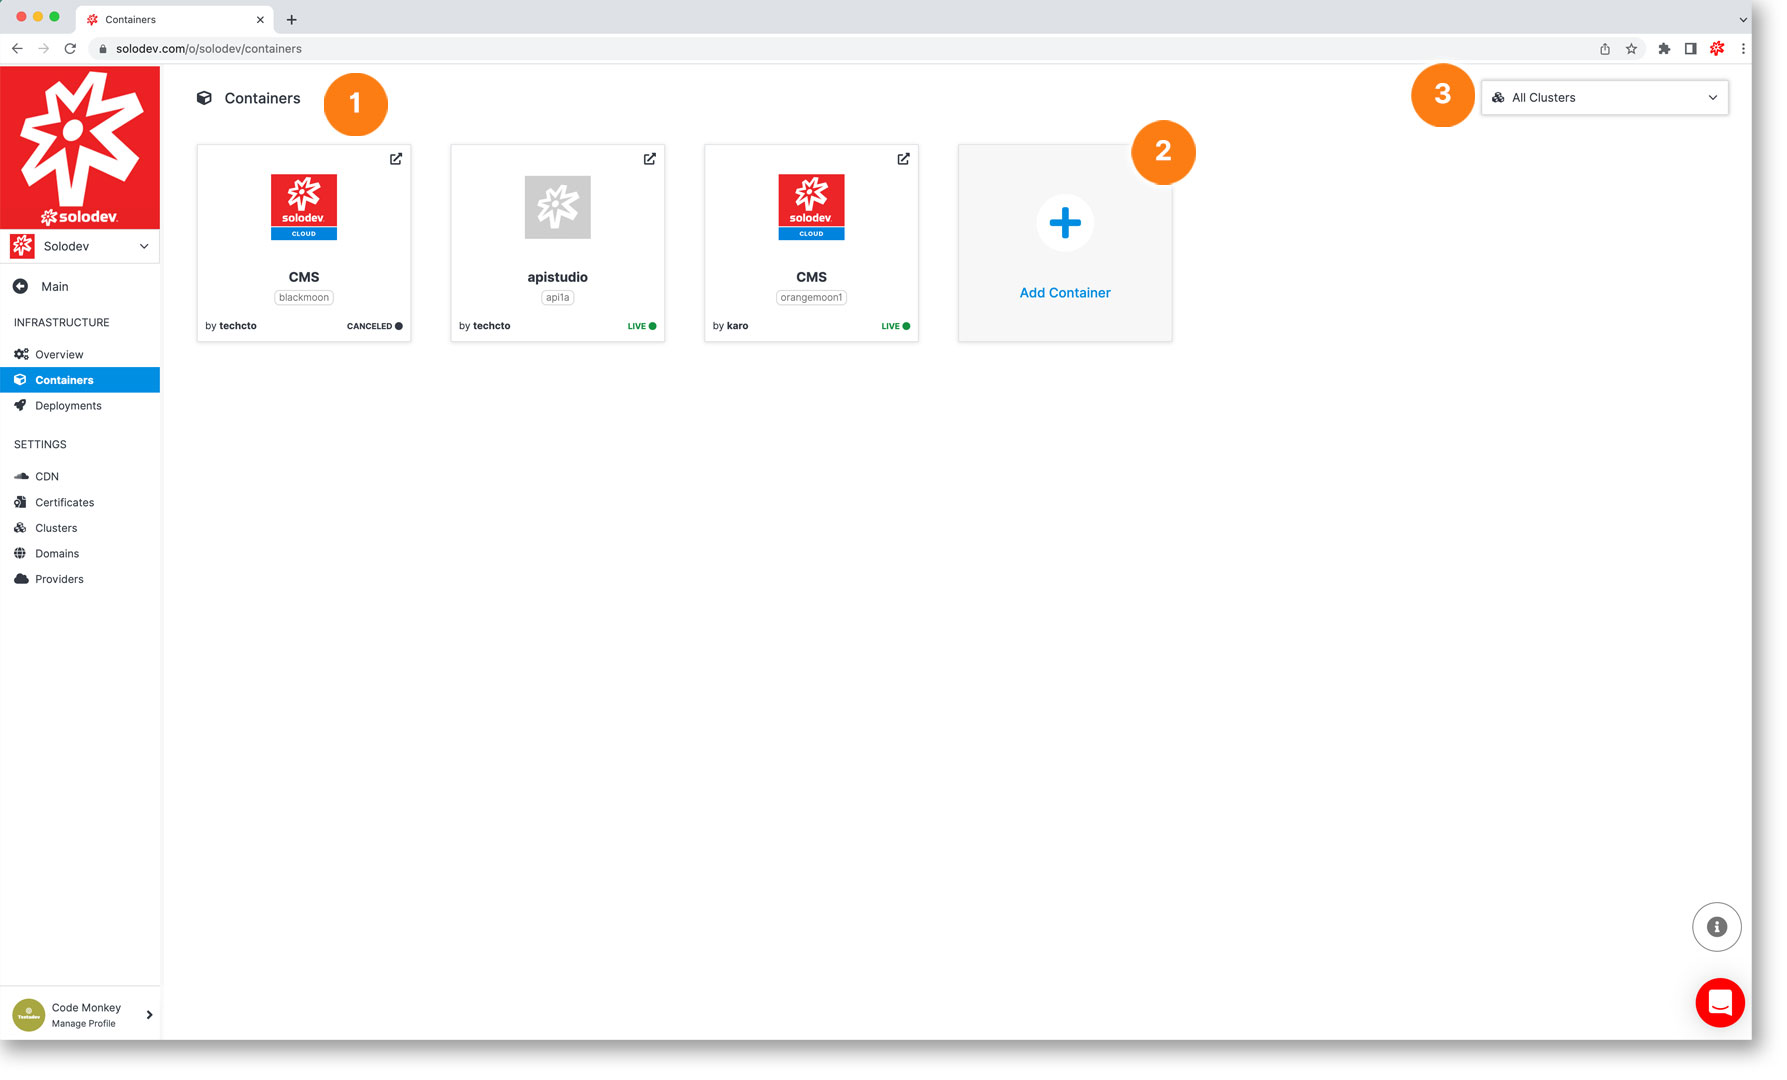 Containers
solodev.com/o/solodev/containers
solodev
Solodev
Main
INFRASTRUCTURE
Overview
Containers
Deployments
SETTINGS
CDN
Certificates
Clusters
Domains
Providers
Code Monkey
Manage Profile
Containers
1
3
All Clusters
solodev
CLOUD
CMS
blackmoon
by techcto
CANCELED
apistudio
api1a
by techcto
LIVE
solodev
CLOUD
CMS
orangemoon1
by karo
LIVE
2
Add Container